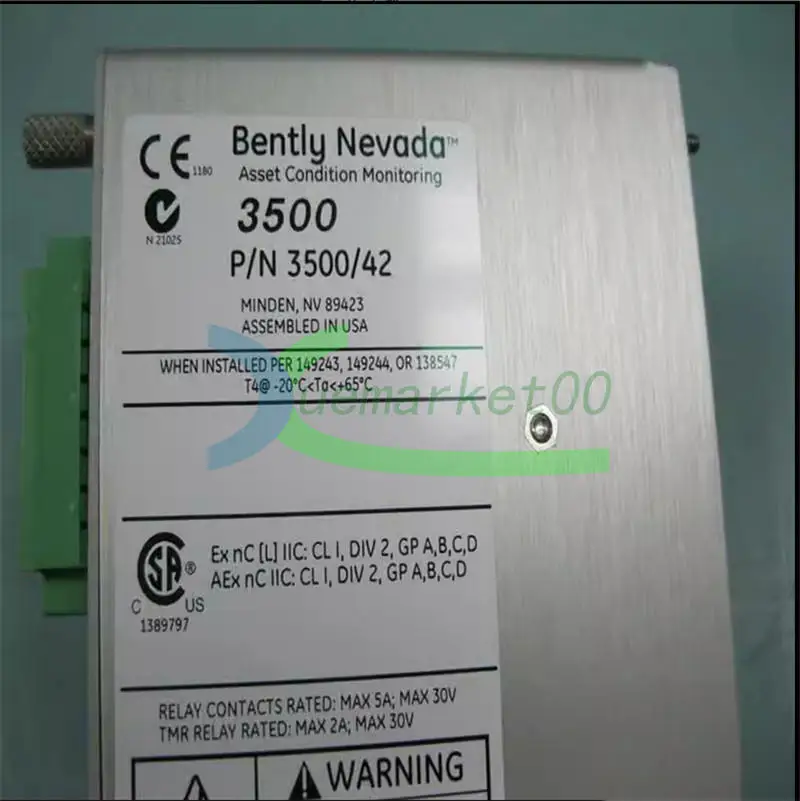 CE 1180
Bently Nevada™
Asset Condition Monitoring
N 21025
3500
P/N 3500/42
MINDEN, NV 89423
ASSEMBLED IN USA
WHEN INSTALLED PER 149243, 149244, OR 138547
T4@ -20°C<Ta<+65°C
Xuemarket00
Ex nC [L] IIC: CL I, DIV 2, GP A,B,C,D
AEx nC IIC: CL I, DIV 2, GP A,B,C,D
C SA ® US
1389797
RELAY CONTACTS RATED: MAX 5A; MAX 30V
TMR RELAY RATED: MAX 2A; MAX 30V
WARNING